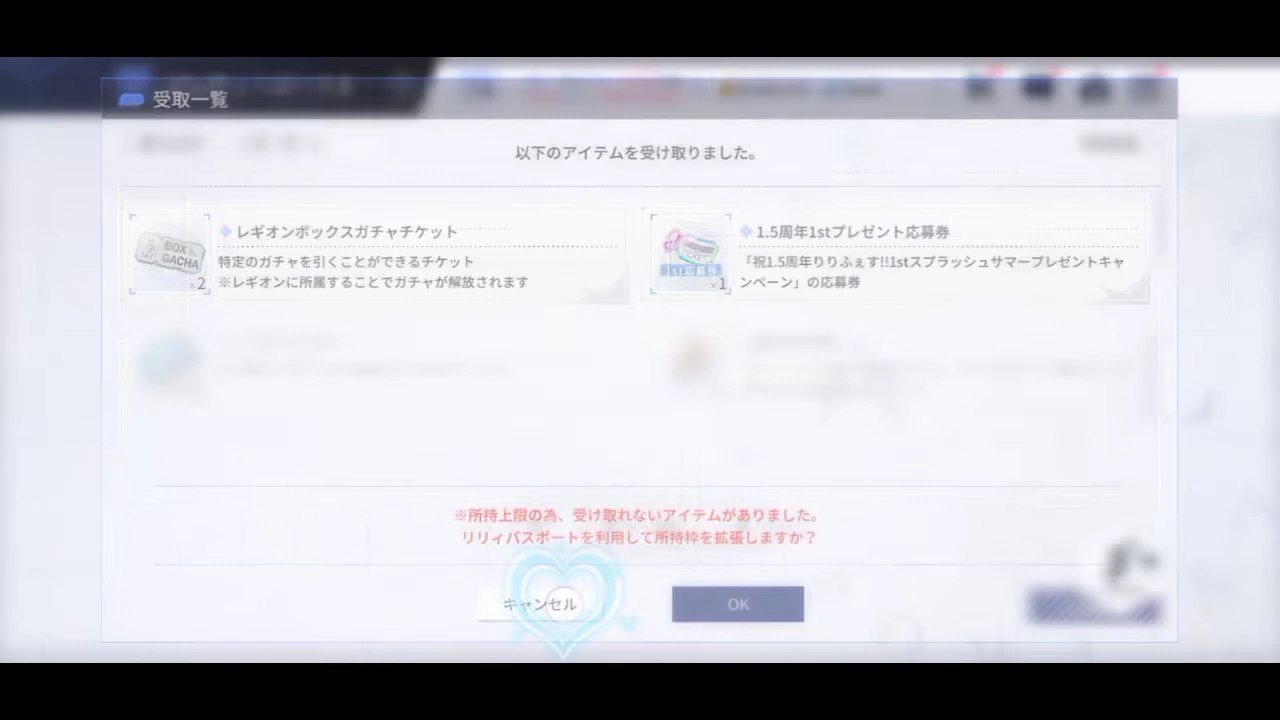 受取一覧
以下のアイテムを受け取りました。
レギオンボックスガチャチケット
特定のガチャを引くことができるチケット
※レギオンに所属することでガチャが解放されます
BOX
GACHA
×2
1.5周年1stプレゼント応募券
「祝1.5周年りりふぇす!!1stスプラッシュサマープレゼントキャ
ンペーン」の応募券
1st応募券
×1
※所持上限の為、受け取れないアイテムがありました。
リリィパスポートを利用して所持枠を拡張しますか？
キャンセル
OK